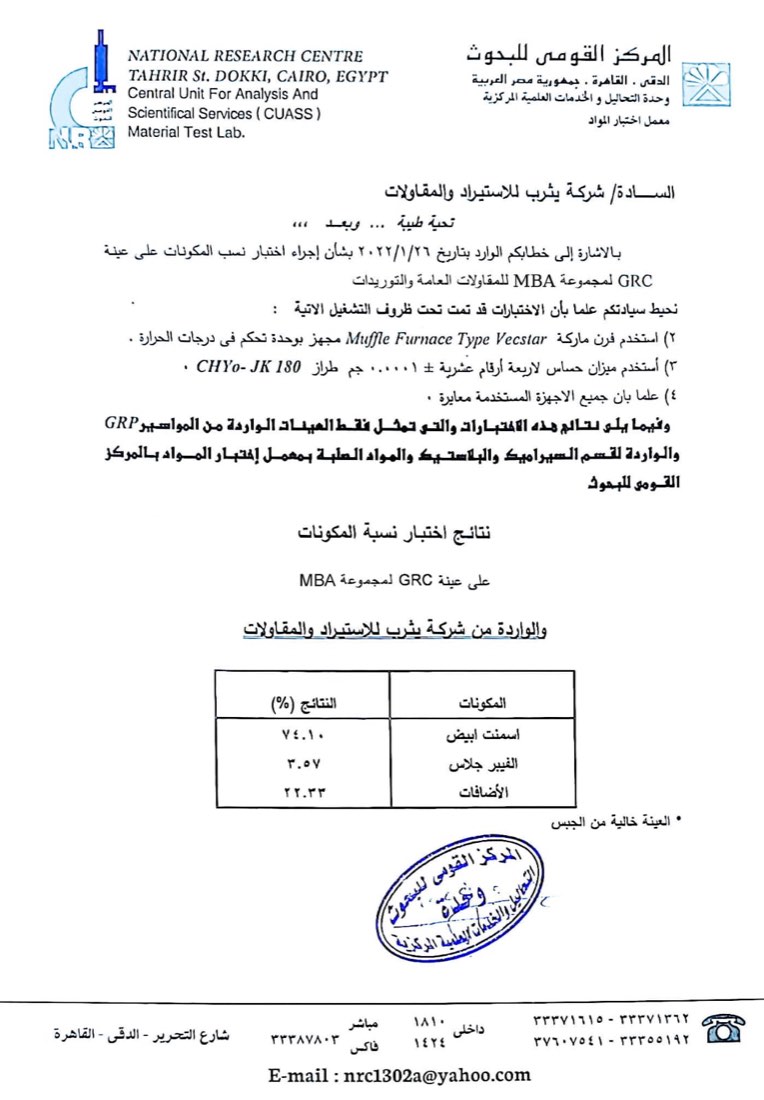 NATIONAL RESEARCH CENTRE
TAHRIR St. DOKKI, CAIRO, EGYPT
Central Unit For Analysis And
Scientifical Services ( CUASS )
Material Test Lab.
NRC
المركز القومى للبحوث
الدقى . القاهرة . جمهورية مصر العربية
وحدة التحاليل و الخدمات العلمية المركزية
معمل اختبار المواد
الســـادة/ شركة يثرب للاستيراد والمقاولات
تحية طيبة ... وبعد ،،،
بالاشارة إلى خطابكم الوارد بتاريخ ٢٠٢٢/١/٢٦ بشأن إجراء اختبار نسب المكونات على عينة
GRC لمجموعة MBA للمقاولات العامة والتوريدات
نحيط سيادتكم علما بأن الاختبارات قد تمت تحت ظروف التشغيل الاتية :
٢) استخدم فرن ماركة Muffle Furnace Type Vecstar مجهز بوحدة تحكم فى درجات الحرارة .
٣) أستخدم ميزان حساس لاربعة أرقام عشرية ± ٠.٠٠٠١ جم طراز CHYo- JK 180 .
٤) علما بان جميع الاجهزة المستخدمة معايرة .
وفيما يلى نتائج هذه الاختبارات والتى تمثل فقط العينات الواردة من المواسير GRP
والواردة لقسم السيراميك والبلاستيك والمواد الصلبة بمعمل إختبار المواد بالمركز
القومى للبحوث
نتائج اختبار نسبة المكونات
على عينة GRC لمجموعة MBA
والواردة من شركة يثرب للاستيراد والمقاولات
المكونات النتائج (%)
اسمنت ابيض ٧٤.١٠
الفيبر جلاس ٣.٥٧
الأضافات ٢٢.٣٣
• العينة خالية من الجبس
المركز القومى للبحوث
وحدة
التحاليل والخدمات العلمية المركزية
٣٣٣٧١٣٦٢ - ٣٣٣٧١٦١٥ داخلى ١٨١٠ مباشر
٣٣٣٥٥١٩٢ - ٣٧٦٠٧٥٤١ ١٤٢٤ فاكس ٣٣٣٨٧٨٠٣
شارع التحرير - الدقى - القاهرة
E-mail : nrc1302a@yahoo.com